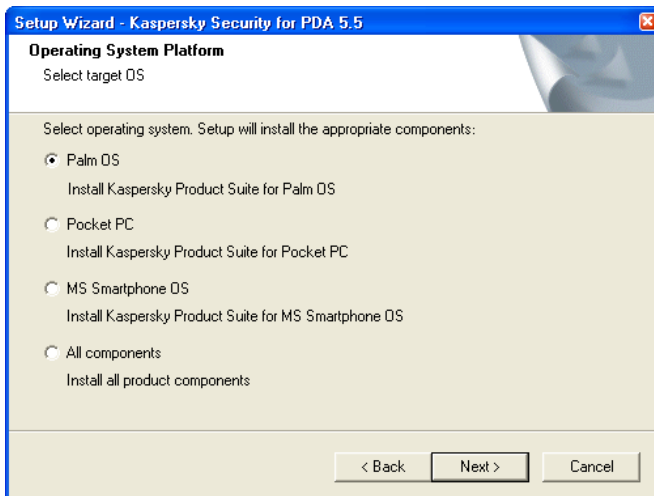 Setup Wizard - Kaspersky Security for PDA 5.5
Operating System Platform
Select target OS
Select operating system. Setup will install the appropriate components:
Palm OS
Install Kaspersky Product Suite for Palm OS
Pocket PC
Install Kaspersky Product Suite for Pocket PC
MS Smartphone OS
Install Kaspersky Product Suite for MS Smartphone OS
All components
Install all product components
< Back Next > Cancel